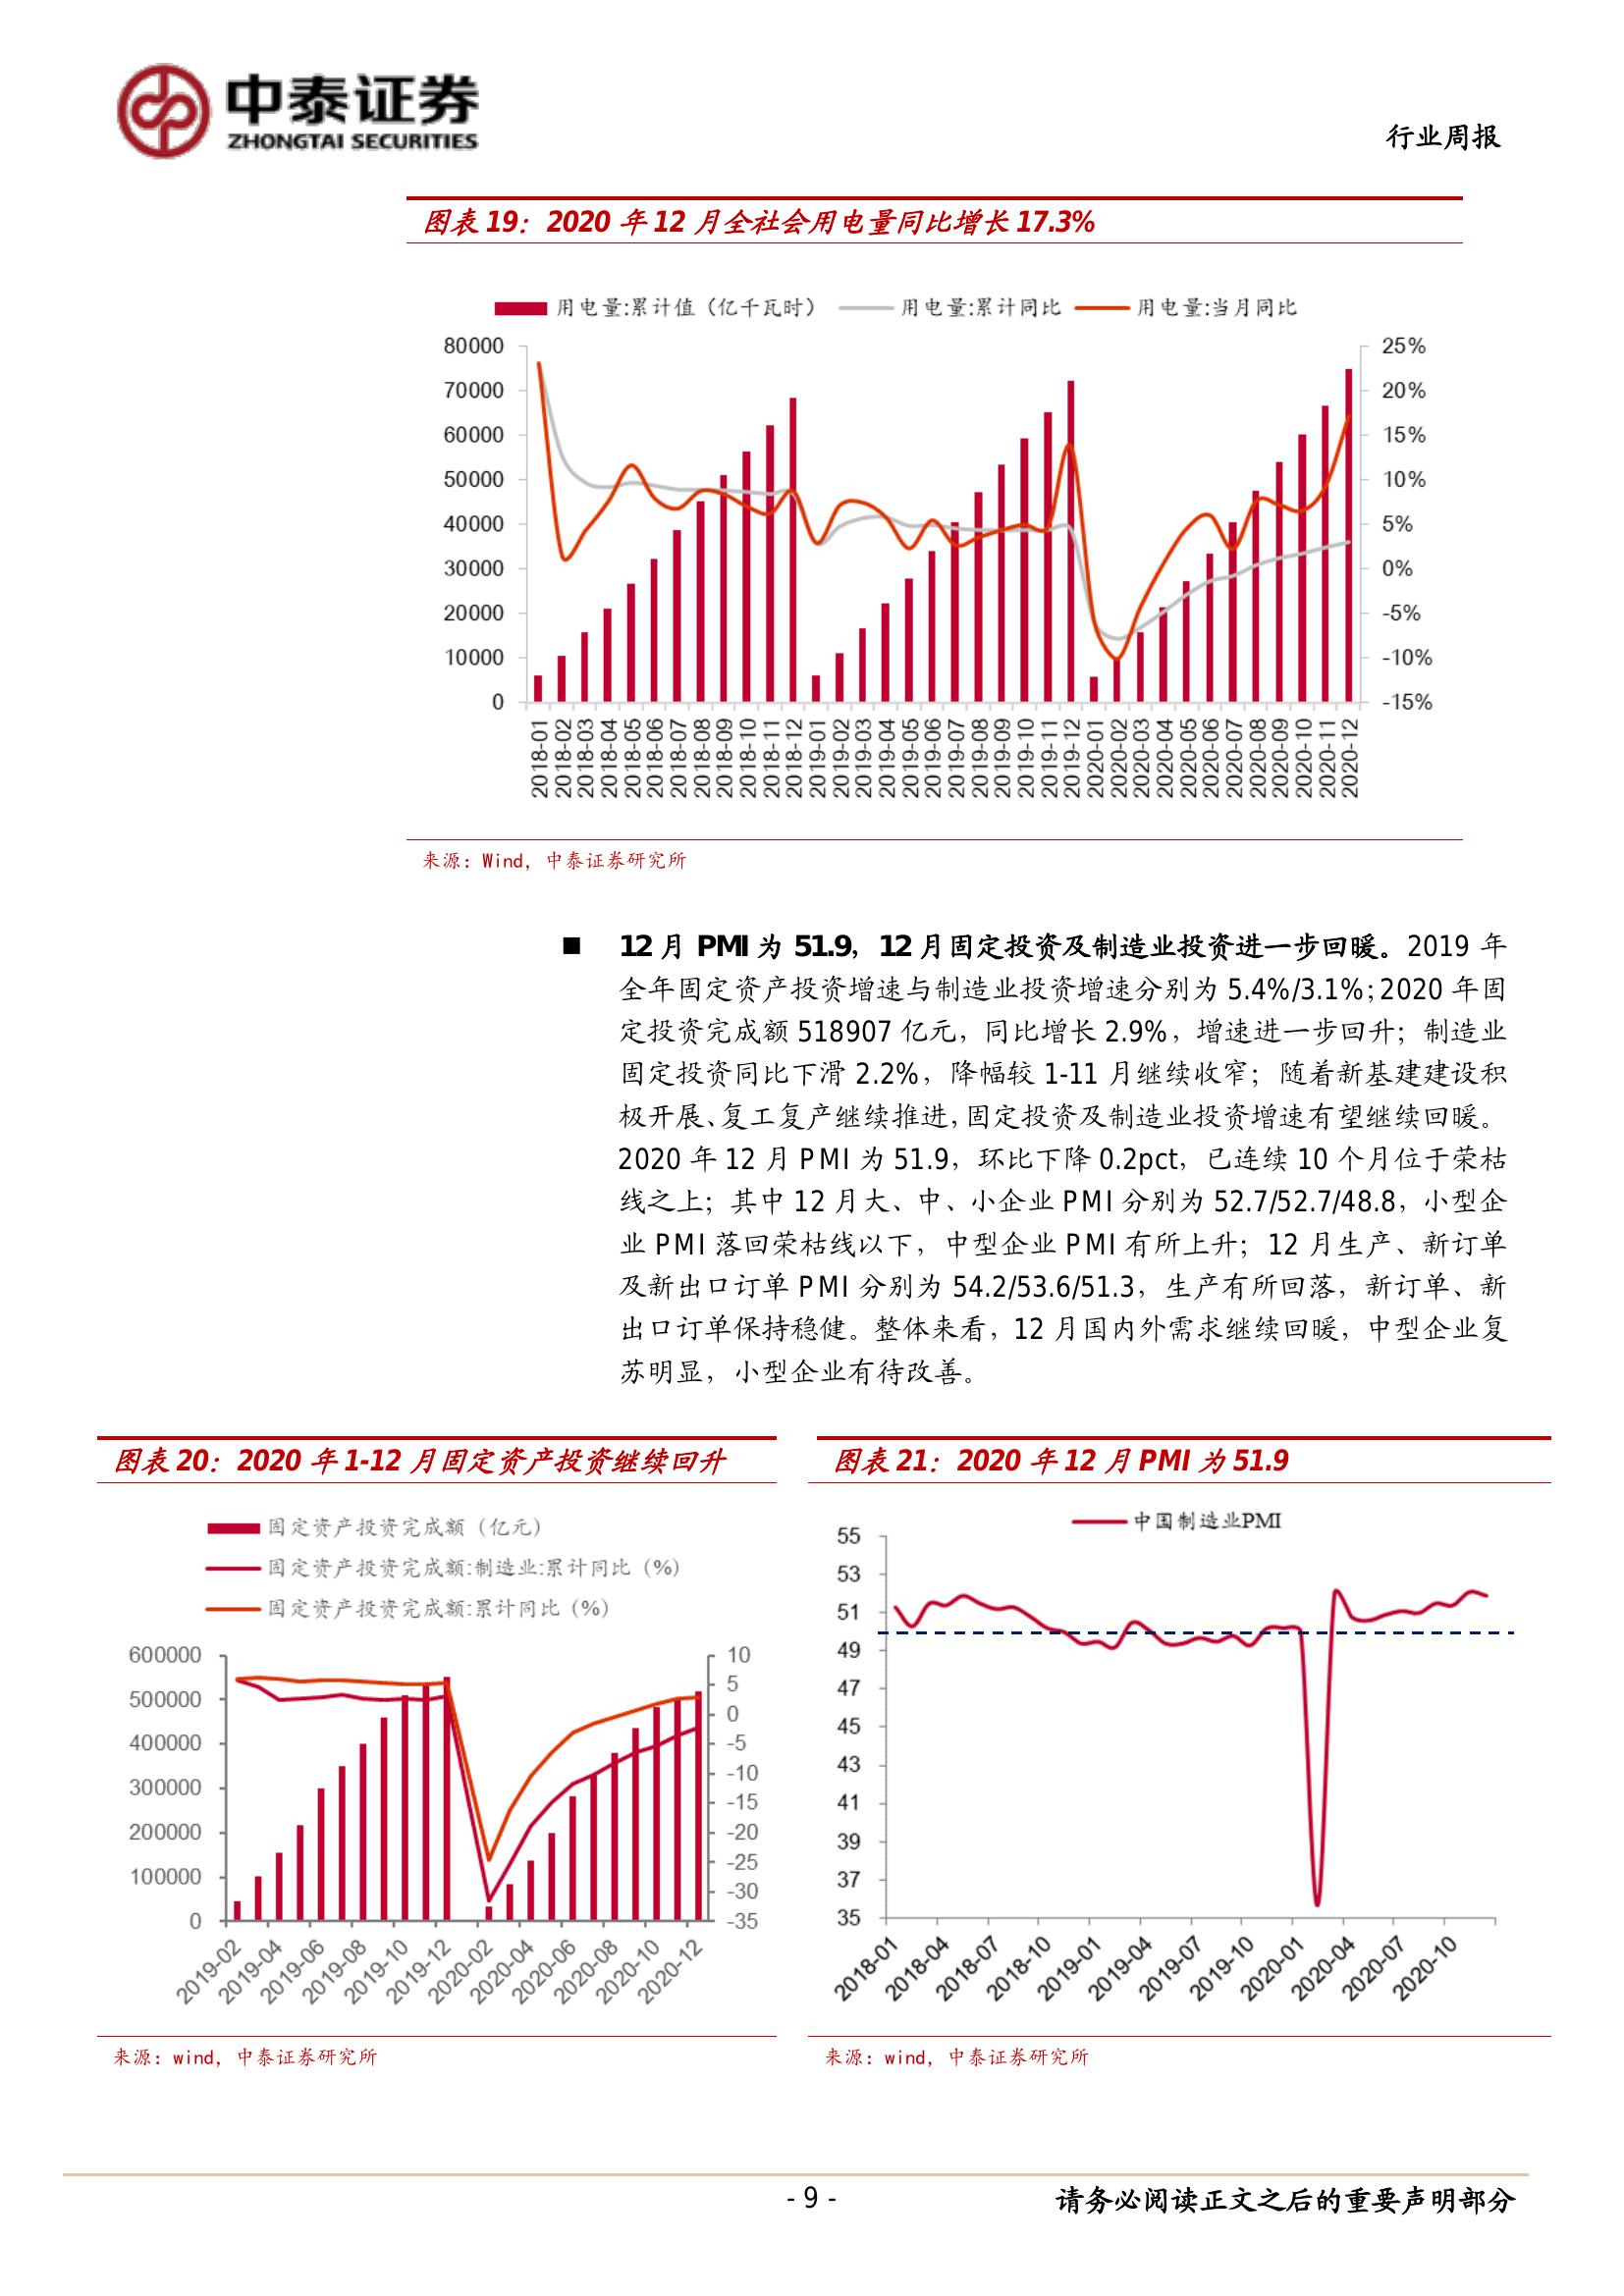 中泰证券
ZHONGTAI SECURITIES
行业周报
图表 19：2020 年 12 月全社会用电量同比增长 17.3%
用电量:累计值（亿千瓦时） 用电量:累计同比 用电量:当月同比
80000
70000
60000
50000
40000
30000
20000
10000
0
25%
20%
15%
10%
5%
0%
-5%
-10%
-15%
2018-01 2018-02 2018-03 2018-04 2018-05 2018-06 2018-07 2018-08 2018-09 2018-10 2018-11 2018-12 2019-01 2019-02 2019-03 2019-04 2019-05 2019-06 2019-07 2019-08 2019-09 2019-10 2019-11 2019-12 2020-01 2020-02 2020-03 2020-04 2020-05 2020-06 2020-07 2020-08 2020-09 2020-10 2020-11 2020-12
来源：Wind，中泰证券研究所
■ 12 月 PMI 为 51.9，12 月固定投资及制造业投资进一步回暖。2019 年
全年固定资产投资增速与制造业投资增速分别为 5.4%/3.1%；2020 年固
定投资完成额 518907 亿元，同比增长 2.9%，增速进一步回升；制造业
固定投资同比下滑 2.2%，降幅较 1-11 月继续收窄；随着新基建建设积
极开展、复工复产继续推进，固定投资及制造业投资增速有望继续回暖。
2020 年 12 月 PMI 为 51.9，环比下降 0.2pct，已连续 10 个月位于荣枯
线之上；其中 12 月大、中、小企业 PMI 分别为 52.7/52.7/48.8，小型企
业 PMI 落回荣枯线以下，中型企业 PMI 有所上升；12 月生产、新订单
及新出口订单 PMI 分别为 54.2/53.6/51.3，生产有所回落，新订单、新
出口订单保持稳健。整体来看，12 月国内外需求继续回暖，中型企业复
苏明显，小型企业有待改善。
图表 20：2020 年 1-12 月固定资产投资继续回升
固定资产投资完成额（亿元）
固定资产投资完成额:制造业:累计同比（%）
固定资产投资完成额:累计同比（%）
600000
500000
400000
300000
200000
100000
0
10
5
0
-5
-10
-15
-20
-25
-30
-35
2019-02 2019-04 2019-06 2019-08 2019-10 2019-12 2020-02 2020-04 2020-06 2020-08 2020-10 2020-12
来源：wind，中泰证券研究所
图表 21：2020 年 12 月 PMI 为 51.9
中国制造业PMI
55
53
51
49
47
45
43
41
39
37
35
2018-01 2018-04 2018-07 2018-10 2019-01 2019-04 2019-07 2019-10 2020-01 2020-04 2020-07 2020-10
来源：wind，中泰证券研究所
- 9 -
请务必阅读正文之后的重要声明部分